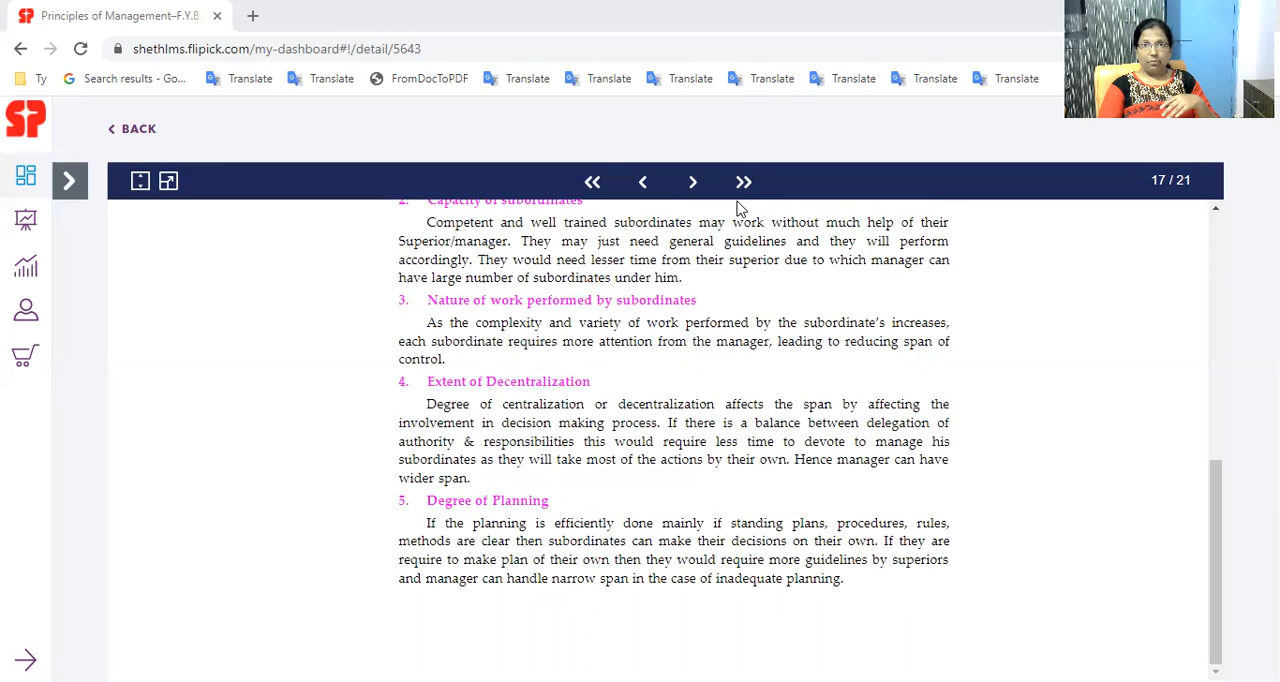 Principles of Management–F.Y.B
shethlms.flipick.com/my-dashboard#!/detail/5643
Ty
Search results - Go...
Translate
Translate
FromDocToPDF
Translate
Translate
Translate
Translate
Translate
Translate
Translate
SP
BACK
17 / 21
2. Capacity of subordinates
Competent and well trained subordinates may work without much help of their
Superior/manager. They may just need general guidelines and they will perform
accordingly. They would need lesser time from their superior due to which manager can
have large number of subordinates under him.
3. Nature of work performed by subordinates
As the complexity and variety of work performed by the subordinate's increases,
each subordinate requires more attention from the manager, leading to reducing span of
control.
4. Extent of Decentralization
Degree of centralization or decentralization affects the span by affecting the
involvement in decision making process. If there is a balance between delegation of
authority & responsibilities this would require less time to devote to manage his
subordinates as they will take most of the actions by their own. Hence manager can have
wider span.
5. Degree of Planning
If the planning is efficiently done mainly if standing plans, procedures, rules,
methods are clear then subordinates can make their decisions on their own. If they are
require to make plan of their own then they would require more guidelines by superiors
and manager can handle narrow span in the case of inadequate planning.